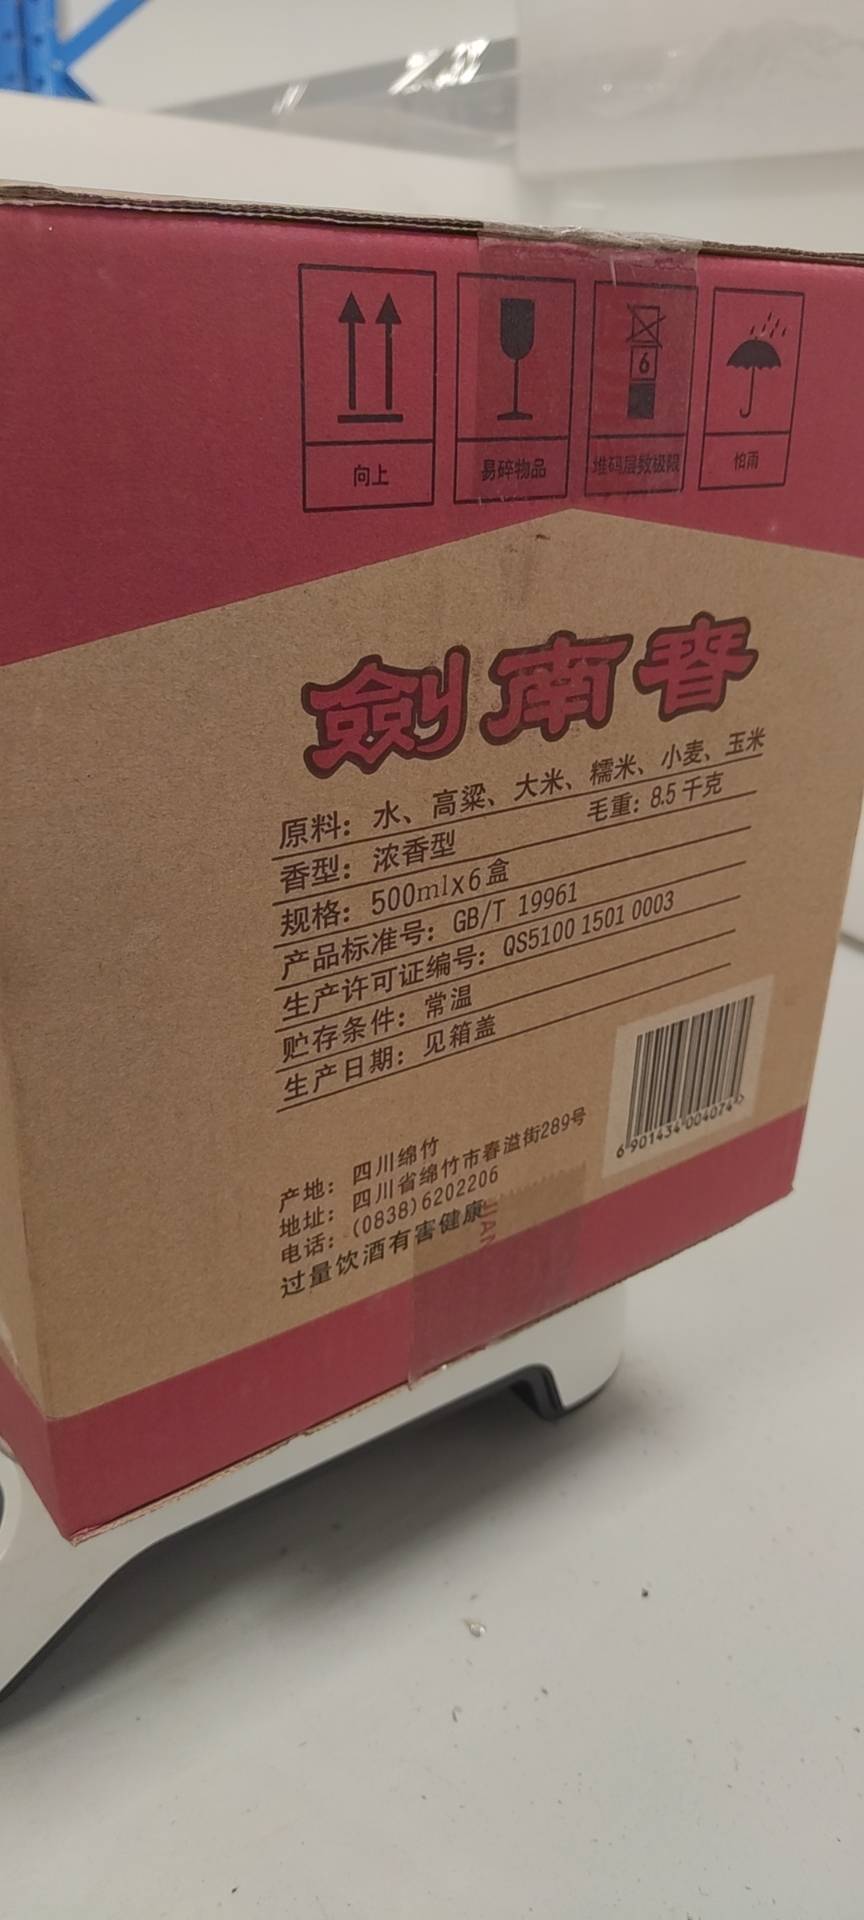 向上 易碎物品 堆码层数极限 怕雨
6
劍南春
原料：水、高粱、大米、糯米、小麦、玉米
香型：浓香型 毛重：8.5千克
规格：500mlx6盒
产品标准号：GB/T 19961
生产许可证编号：QS5100 1501 0003
贮存条件：常温
生产日期：见箱盖
产地：四川绵竹
地址：四川省绵竹市春溢街289号
电话：(0838)6202206
过量饮酒有害健康
6 901434 004074